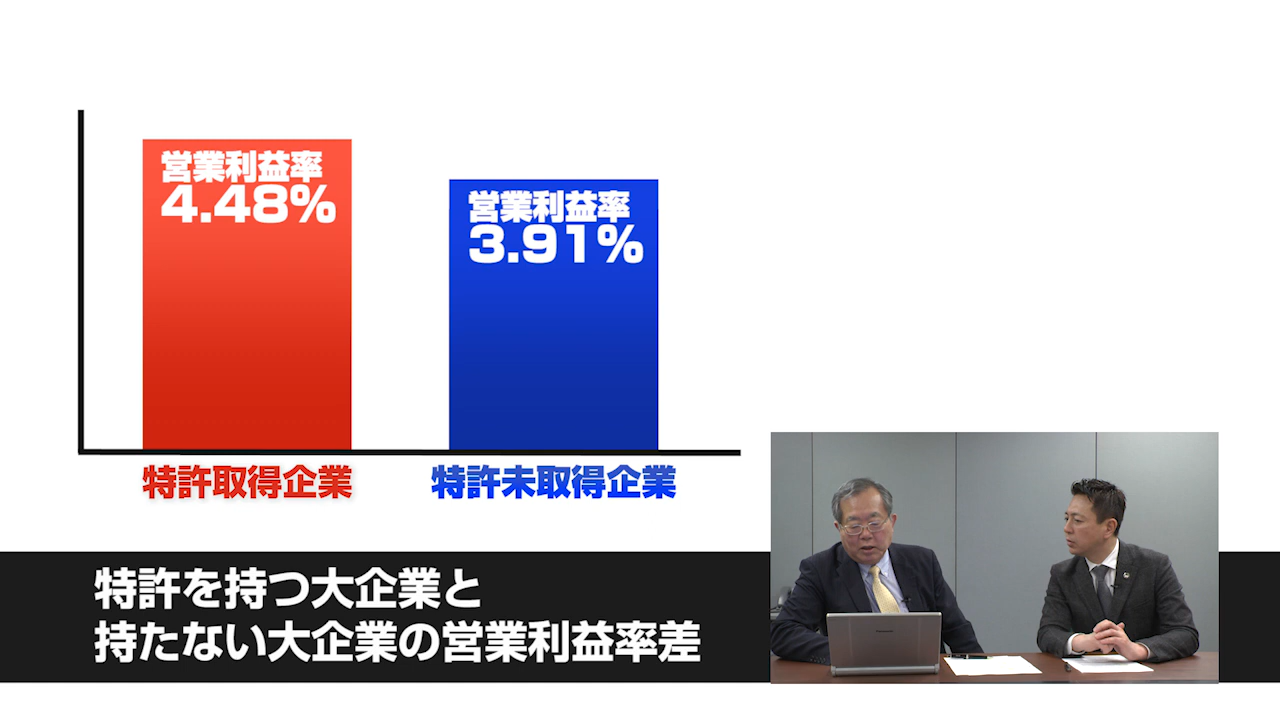 営業利益率
4.48%
営業利益率
3.91%
特許取得企業
特許未取得企業
特許を持つ大企業と
持たない大企業の営業利益率差